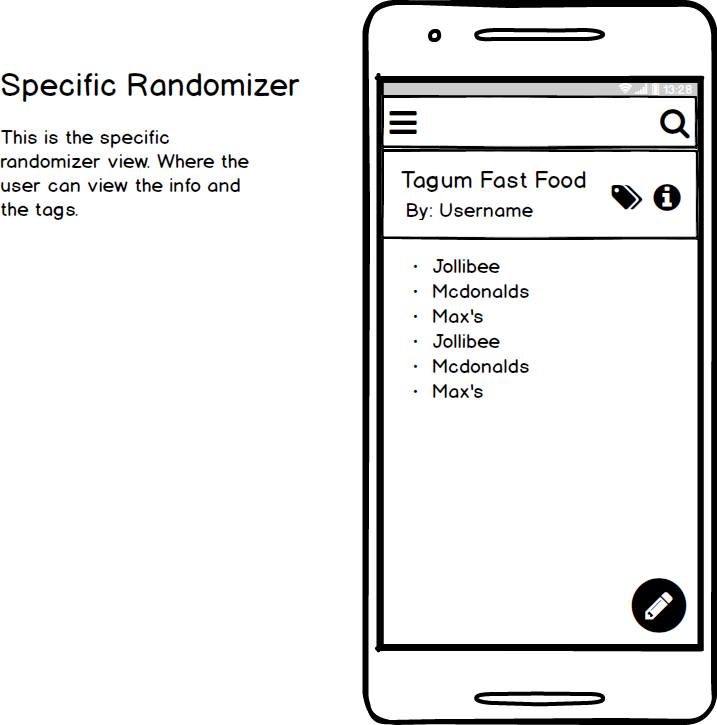 Specific Randomizer
This is the specific
randomizer view. Where the
user can view the info and
the tags.
13:28
Tagum Fast Food
By: Username
· Jollibee
· Mcdonalds
· Max's
· Jollibee
· Mcdonalds
· Max's